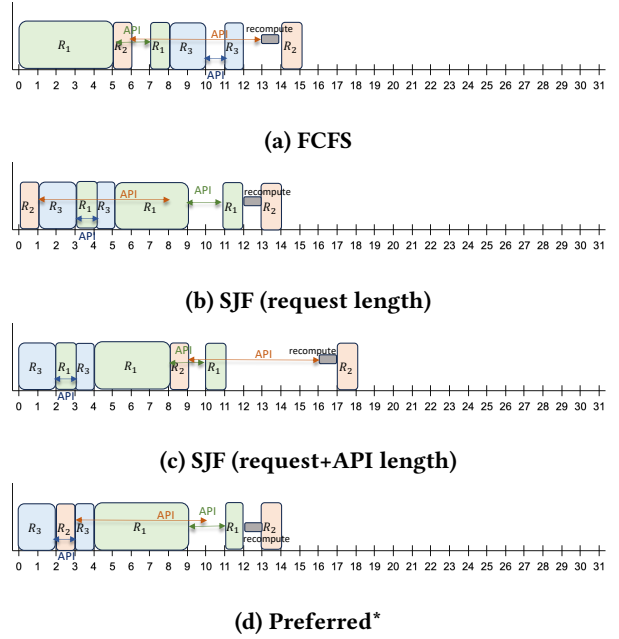 API API recompute
R₁ R₂ R₁ R₃ R₃
API
0 1 2 3 4 5 6 7 8 9 10 11 12 13 14 15 16 17 18 19 20 21 22 23 24 25 26 27 28 29 30 31
(a) FCFS
API API recompute
R₂ R₃ R₁ R₃ R₁ R₁ R₂
API
0 1 2 3 4 5 6 7 8 9 10 11 12 13 14 15 16 17 18 19 20 21 22 23 24 25 26 27 28 29 30 31
(b) SJF (request length)
API API recompute
R₃ R₁ R₃ R₁ R₂ R₁ R₂
API
0 1 2 3 4 5 6 7 8 9 10 11 12 13 14 15 16 17 18 19 20 21 22 23 24 25 26 27 28 29 30 31
(c) SJF (request+API length)
API API
R₃ R₂ R₃ R₁ R₁ R₂
API recompute
0 1 2 3 4 5 6 7 8 9 10 11 12 13 14 15 16 17 18 19 20 21 22 23 24 25 26 27 28 29 30 31
(d) Preferred*